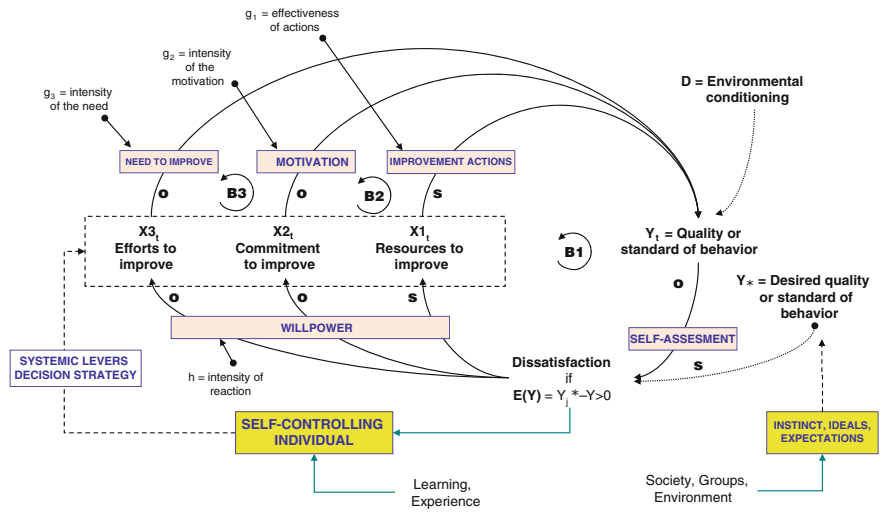 g₁ = effectiveness
of actions
g₂ = intensity
of the
motivation
g₃ = intensity
of the need
D = Environmental
conditioning
NEED TO IMPROVE
MOTIVATION
IMPROVEMENT ACTIONS
B3
B2
o
o
s
X3ₜ
Efforts to
improve
X2ₜ
Commitment
to improve
X1ₜ
Resources to
improve
B1
Yₜ = Quality or
standard of behavior
o
o
s
o
Y* = Desired quality
or standard of
behavior
WILLPOWER
SELF-ASSESMENT
s
SYSTEMIC LEVERS
DECISION STRATEGY
h = intensity of
reaction
Dissatisfaction
if
E(Y) = Yⱼ*–Y>0
SELF-CONTROLLING
INDIVIDUAL
INSTINCT, IDEALS,
EXPECTATIONS
Learning,
Experience
Society, Groups,
Environment